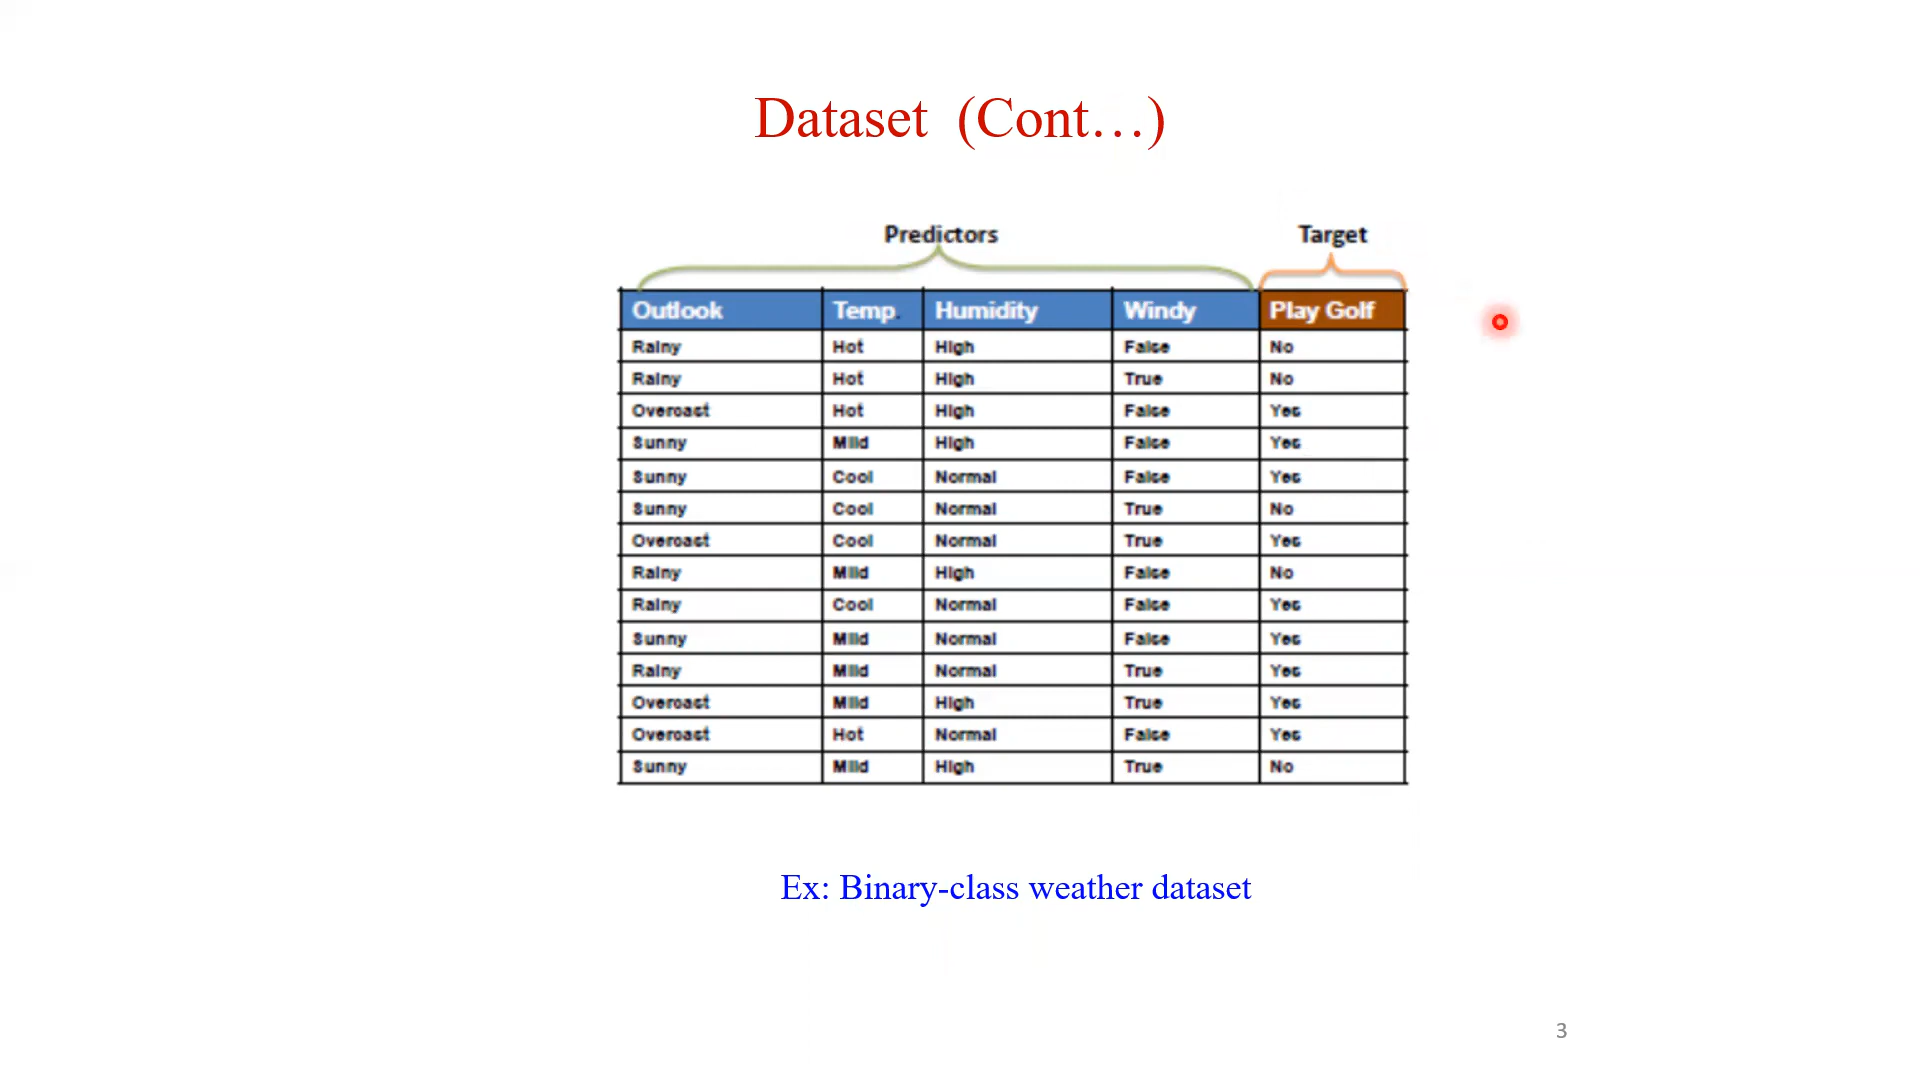 Dataset (Cont…)
Predictors Target
Outlook Temp. Humidity Windy Play Golf
Rainy Hot High False No
Rainy Hot High True No
Overcast Hot High False Yes
Sunny Mild High False Yes
Sunny Cool Normal False Yes
Sunny Cool Normal True No
Overcast Cool Normal True Yes
Rainy Mild High False No
Rainy Cool Normal False Yes
Sunny Mild Normal False Yes
Rainy Mild Normal True Yes
Overcast Mild High True Yes
Overcast Hot Normal False Yes
Sunny Mild High True No
Ex: Binary-class weather dataset
3